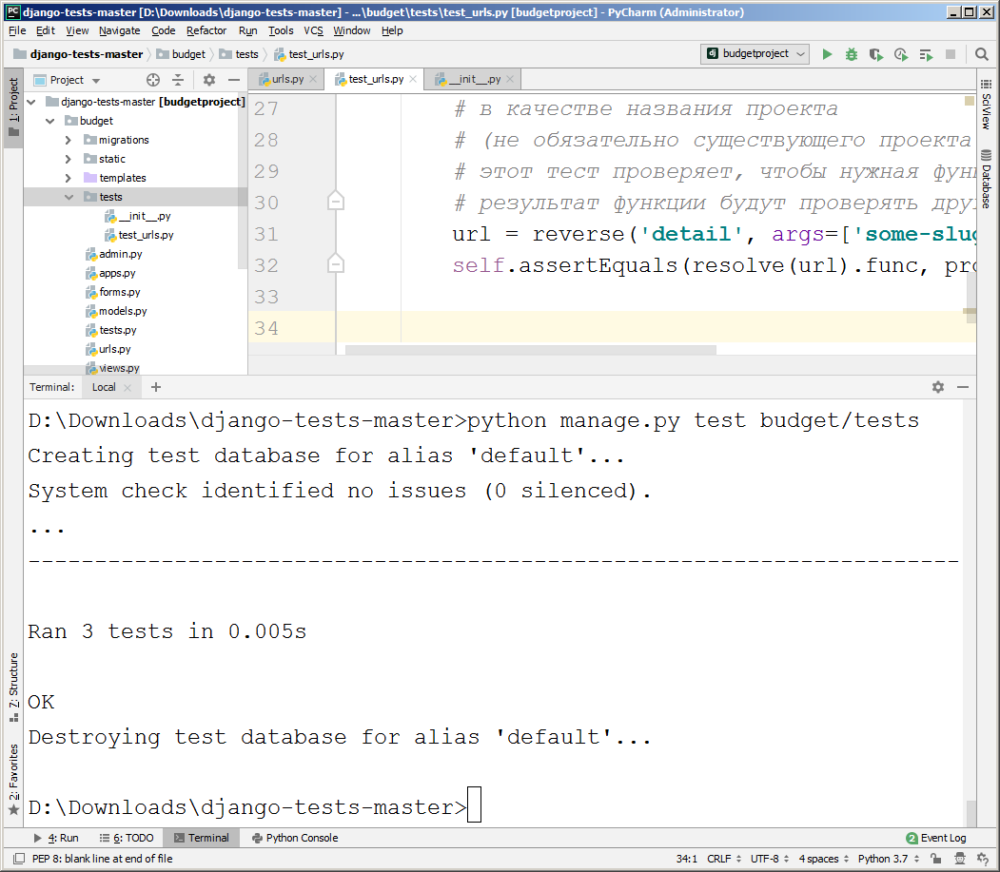 django-tests-master [D:\Downloads\django-tests-master] - ...\budget\tests\test_urls.py [budgetproject] - PyCharm (Administrator)
File Edit View Navigate Code Refactor Run Tools VCS Window Help
django-tests-master budget tests test_urls.py budgetproject
1: Project
Project
urls.py test_urls.py __init__.py
django-tests-master [budgetproject]
budget
migrations
static
templates
tests
__init__.py
test_urls.py
admin.py
apps.py
forms.py
models.py
tests.py
urls.py
views.py
27 # в качестве названия проекта
28 # (не обязательно существующего проекта
29 # этот тест проверяет, чтобы нужная
30 # результат функции будут проверять
31 url = reverse('detail', args=['some-slug
32 self.assertEquals(resolve(url).func,
33
34
SciView
Database
Terminal: Local +
D:\Downloads\django-tests-master>python manage.py test budget/tests
Creating test database for alias 'default'...
System check identified no issues (0 silenced).
...
----------------------------------------------------------------------
Ran 3 tests in 0.005s
OK
Destroying test database for alias 'default'...
D:\Downloads\django-tests-master>
7: Structure
2: Favorites
4: Run 6: TODO Terminal Python Console 2 Event Log
PEP 8: blank line at end of file 34:1 CRLF UTF-8 4 spaces Python 3.7